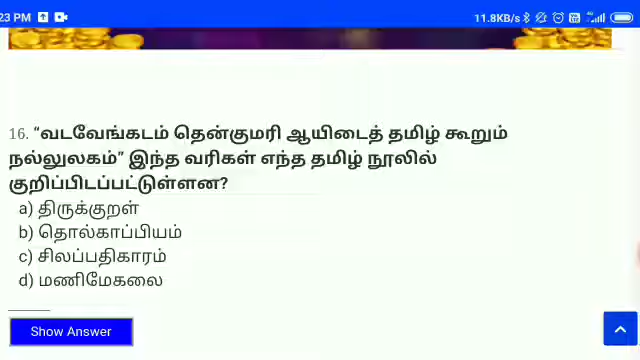 23 PM 11.8KB/s 4G
16. “வடவேங்கடம் தென்குமரி ஆயிடைத் தமிழ் கூறும்
நல்லுலகம்” இந்த வரிகள் எந்த தமிழ் நூலில்
குறிப்பிடப்பட்டுள்ளன?
a) திருக்குறள்
b) தொல்காப்பியம்
c) சிலப்பதிகாரம்
d) மணிமேகலை
Show Answer